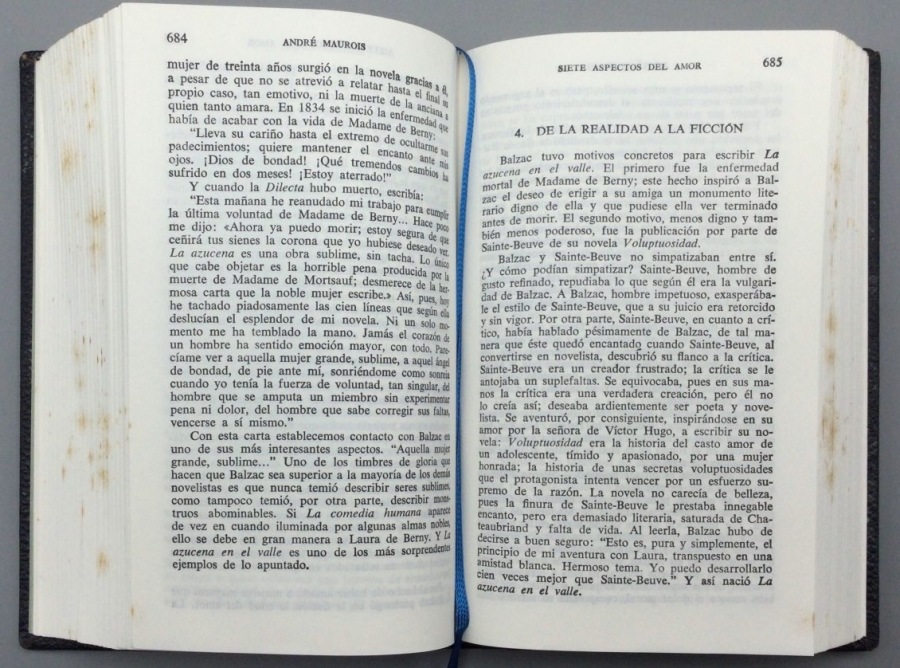 684
ANDRÉ MAUROIS
mujer de treinta años surgió en la novela gracias a él,
a pesar de que no se atrevió a relatar hasta el final su
propio caso, tan emotivo, ni la muerte de la anciana a
quien tanto amara. En 1834 se inició la enfermedad que
había de acabar con la vida de Madame de Berny:
"Lleva su cariño hasta el extremo de ocultarme sus
padecimientos; quiere mantener el encanto ante mis
ojos. ¡Dios de bondad! ¡Qué tremendos cambios ha
sufrido en dos meses! ¡Estoy aterrado!"
Y cuando la Dilecta hubo muerto, escribía:
"Esta mañana he reanudado mi trabajo para cumplir
la última voluntad de Madame de Berny... Hace poco
me dijo: «Ahora ya puedo morir; estoy segura de que
ceñirá tus sienes la corona que yo hubiese deseado ver.
La azucena es una obra sublime, sin tacha. Lo único
que cabe objetar es la horrible pena producida por la
muerte de Madame de Mortsauf; desmerece de la her-
mosa carta que la noble mujer escribe.» Así, pues, hoy
he tachado piadosamente las cien líneas que según ella
deslucían el esplendor de mi novela. Ni un solo mo-
mento me ha temblado la mano. Jamás el corazón de
un hombre ha sentido emoción mayor, con todo. Pare-
cíame ver a aquella mujer grande, sublime, a aquel ángel
de bondad, de pie ante mí, sonriéndome como sonreía
cuando yo tenía la fuerza de voluntad, tan singular, del
hombre que se amputa un miembro sin experimentar
pena ni dolor, del hombre que sabe corregir sus faltas,
vencerse a sí mismo."
Con esta carta establecemos contacto con Balzac en
uno de sus más interesantes aspectos. "Aquella mujer
grande, sublime..." Uno de los timbres de gloria que
hacen que Balzac sea superior a la mayoría de los demás
novelistas es que nunca temió describir seres sublimes,
como tampoco temió, por otra parte, describir mons-
truos abominables. Si La comedia humana aparece
de vez en cuando iluminada por algunas almas nobles,
ello se debe en gran manera a Laura de Berny. Y La
azucena en el valle es uno de los más sorprendentes
ejemplos de lo apuntado.
SIETE ASPECTOS DEL AMOR
685
4. DE LA REALIDAD A LA FICCIÓN
Balzac tuvo motivos concretos para escribir La
azucena en el valle. El primero fue la enfermedad
mortal de Madame de Berny; este hecho inspiró a Bal-
zac el deseo de erigir a su amiga un monumento lite-
rario digno de ella y que pudiese ella ver terminado
antes de morir. El segundo motivo, menos digno y tam-
bién menos poderoso, fue la publicación por parte de
Sainte-Beuve de su novela Voluptuosidad.
Balzac y Sainte-Beuve no simpatizaban entre sí.
¿Y cómo podían simpatizar? Sainte-Beuve, hombre de
gusto refinado, repudiaba lo que según él era la vulgari-
dad de Balzac. A Balzac, hombre impetuoso, exasperába-
le el estilo de Sainte-Beuve, que a su juicio era retorcido
y sin vigor. Por otra parte, Sainte-Beuve, en cuanto a crí-
tico, había hablado pésimamente de Balzac, de tal ma-
nera que éste quedó encantado cuando Sainte-Beuve, al
convertirse en novelista, descubrió su flanco a la crítica.
Sainte-Beuve era un creador frustrado; la crítica se le
antojaba un suplefaltas. Se equivocaba, pues en sus ma-
nos la crítica era una verdadera creación, pero él no
lo creía así; deseaba ardientemente ser poeta y nove-
lista. Se aventuró, por consiguiente, inspirándose en su
amor por la señora de Víctor Hugo, a escribir su no-
vela: Voluptuosidad era la historia del casto amor de
un adolescente, tímido y apasionado, por una mujer
honrada; la historia de unas secretas voluptuosidades
que el protagonista intenta vencer por un esfuerzo su-
premo de la razón. La novela no carecía de belleza,
pues la finura de Sainte-Beuve le prestaba innegable
encanto, pero era demasiado literaria, saturada de Cha-
teaubriand y falta de vida. Al leerla, Balzac hubo de
decirse a buen seguro: "Esto es, pura y simplemente, el
principio de mi aventura con Laura, transpuesto en una
amistad blanca. Hermoso tema. Yo puedo desarrollarlo
cien veces mejor que Sainte-Beuve." Y así nació La
azucena en el valle.